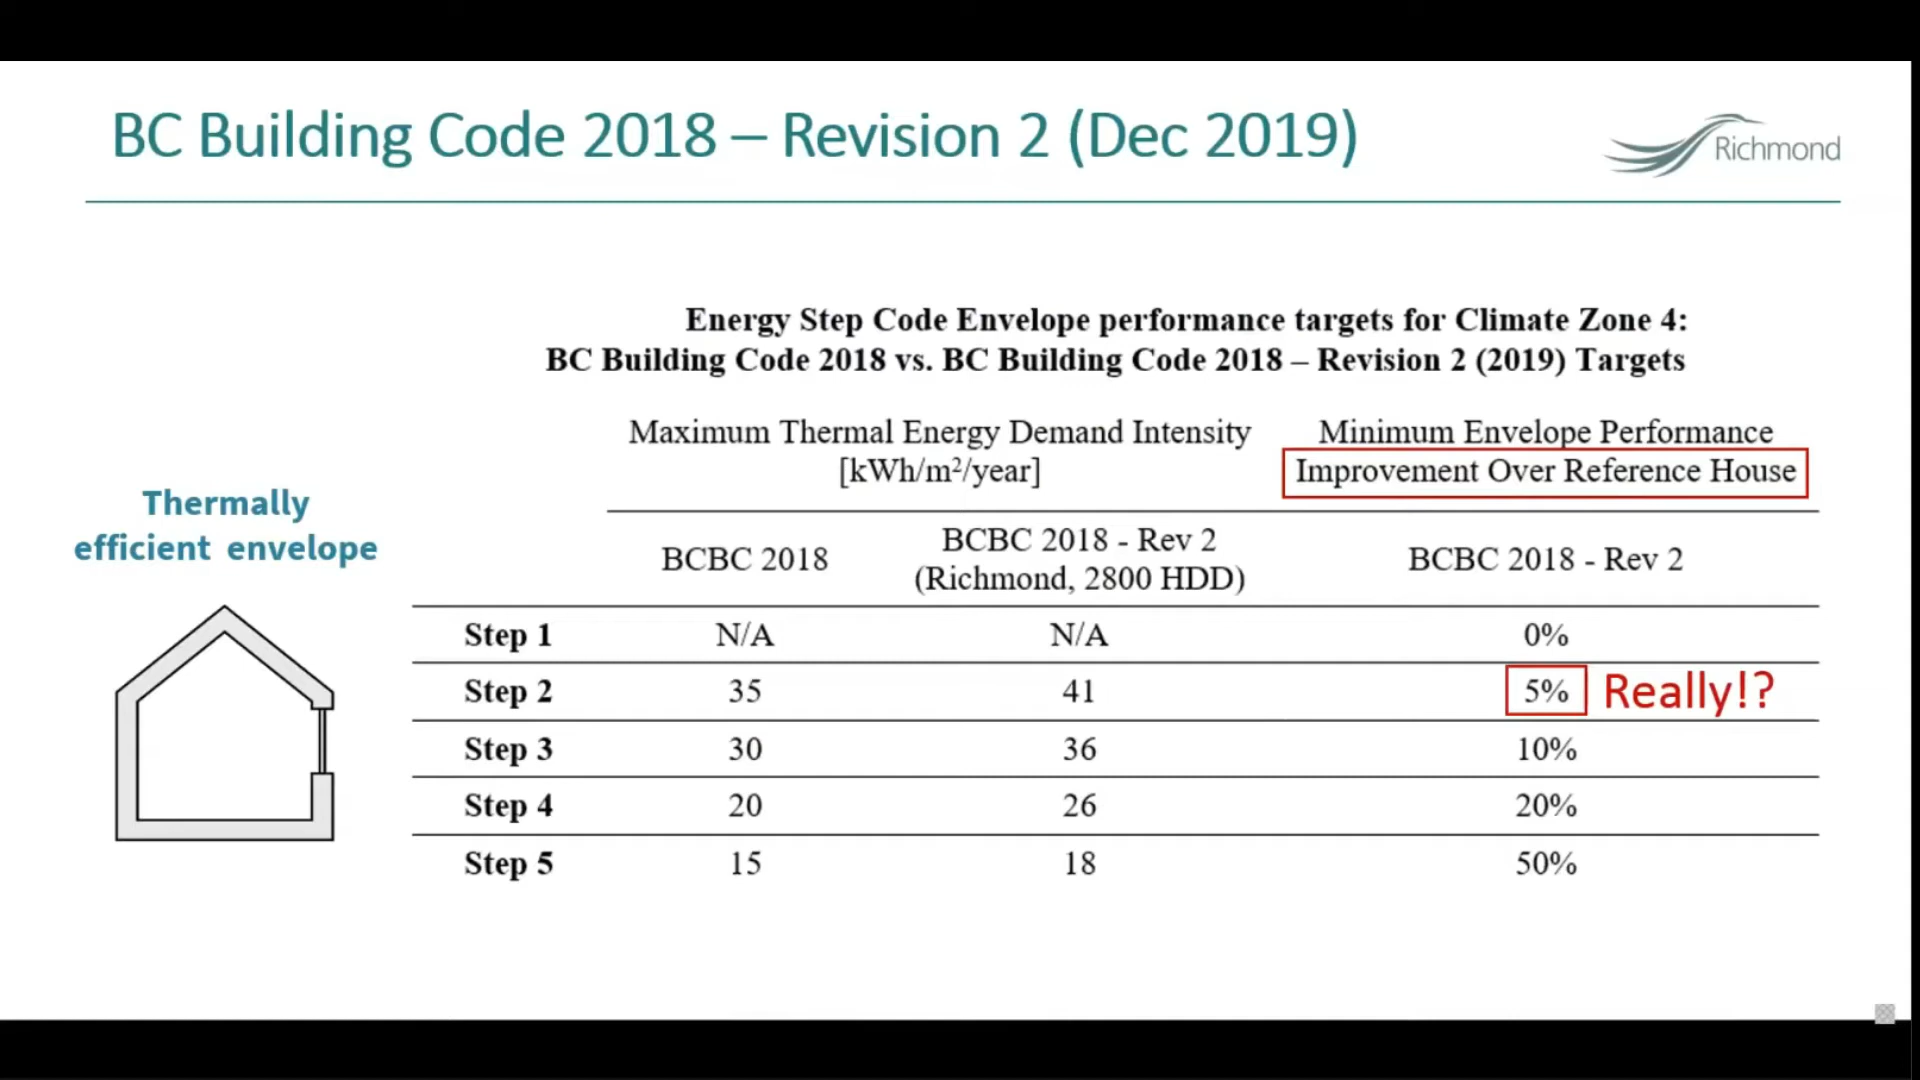 BC Building Code 2018 – Revision 2 (Dec 2019)
Richmond
Energy Step Code Envelope performance targets for Climate Zone 4:
BC Building Code 2018 vs. BC Building Code 2018 – Revision 2 (2019) Targets
Maximum Thermal Energy Demand Intensity
[kWh/m²/year]
Minimum Envelope Performance
Improvement Over Reference House
Thermally
efficient envelope
BCBC 2018
BCBC 2018 - Rev 2
(Richmond, 2800 HDD)
BCBC 2018 - Rev 2
Step 1 N/A N/A 0%
Step 2 35 41 5% Really!?
Step 3 30 36 10%
Step 4 20 26 20%
Step 5 15 18 50%